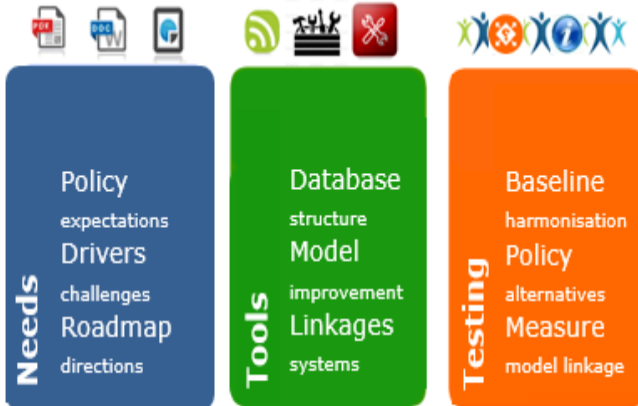 PDF
DOC
W
Needs
Policy
expectations
Drivers
challenges
Roadmap
directions
Tools
Database
structure
Model
improvement
Linkages
systems
i
Testing
Baseline
harmonisation
Policy
alternatives
Measure
model linkage